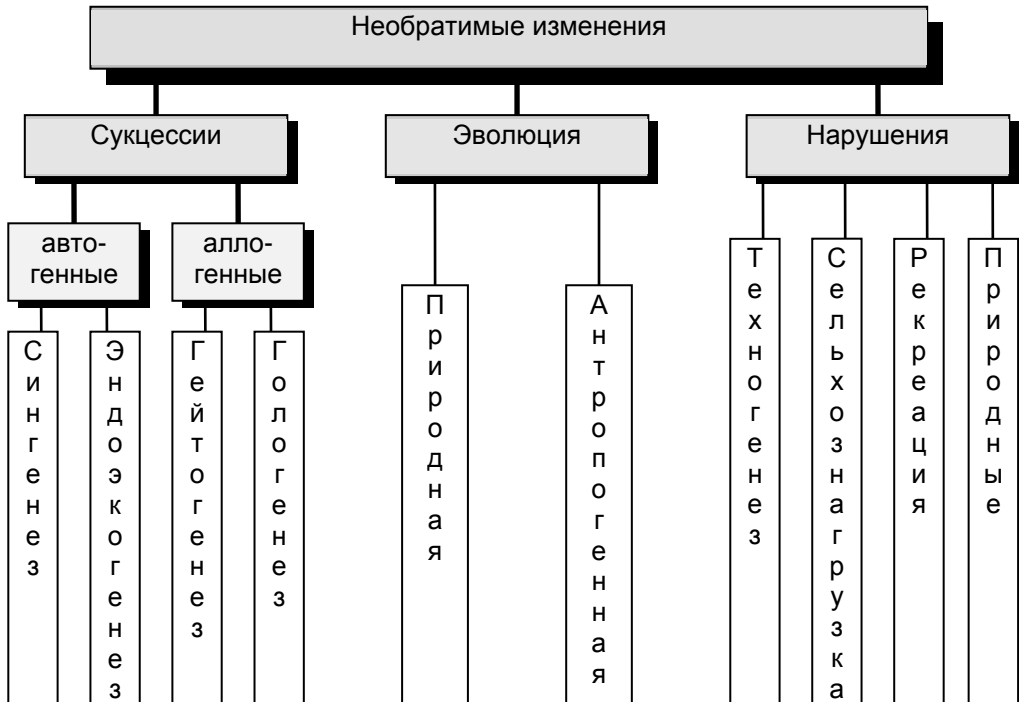 Необратимые изменения
Сукцессии
Эволюция
Нарушения
авто-
генные
алло-
генные
Сингенез
Эндоэкогенез
Гейтогенез
Гологенез
Природная
Антропогенная
Техногенез
Сельхознагрузка
Рекреация
Природные